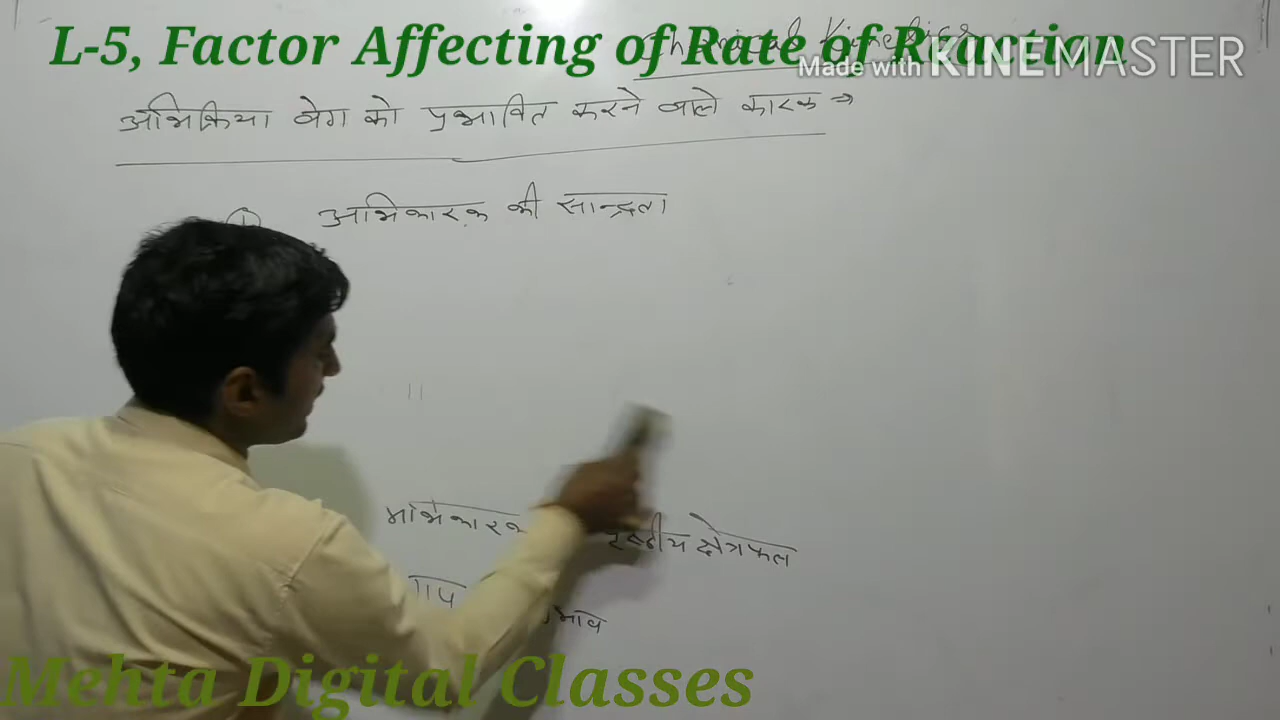 L-5, Factor Affecting of Rate of Reaction.
Chemical Kinetics
Made with KINEMASTER
अभिक्रिया वेग को प्रभावित करने वाले कारक →
① अभिकारक की सान्द्रता
अभिकारक पृष्ठीय क्षेत्रफल
Mehta Digital Classes